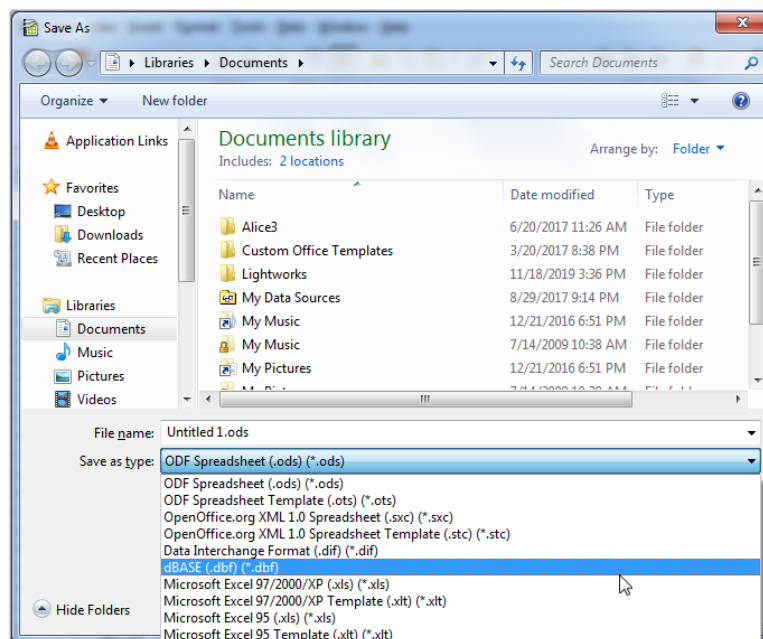 Save As
Libraries Documents
Search Documents
Organize
New folder
Application Links
Favorites
Desktop
Downloads
Recent Places
Libraries
Documents
Music
Pictures
Videos
Documents library
Includes: 2 locations
Arrange by: Folder
Name Date modified Type
Alice3 6/20/2017 11:26 AM File folder
Custom Office Templates 3/20/2017 8:38 PM File folder
Lightworks 11/18/2019 3:36 PM File folder
My Data Sources 8/29/2017 9:14 PM File folder
My Music 12/21/2016 6:51 PM File folder
My Music 7/14/2009 10:38 AM File folder
My Pictures 12/21/2016 6:51 PM File folder
File name: Untitled 1.ods
Save as type: ODF Spreadsheet (.ods) (*.ods)
ODF Spreadsheet (.ods) (*.ods)
ODF Spreadsheet Template (.ots) (*.ots)
OpenOffice.org XML 1.0 Spreadsheet (.sxc) (*.sxc)
OpenOffice.org XML 1.0 Spreadsheet Template (.stc) (*.stc)
Data Interchange Format (.dif) (*.dif)
dBASE (.dbf) (*.dbf)
Microsoft Excel 97/2000/XP (.xls) (*.xls)
Microsoft Excel 97/2000/XP Template (.xlt) (*.xlt)
Microsoft Excel 95 (.xls) (*.xls)
Microsoft Excel 95 Template (.xlt) (*.xlt)
Hide Folders